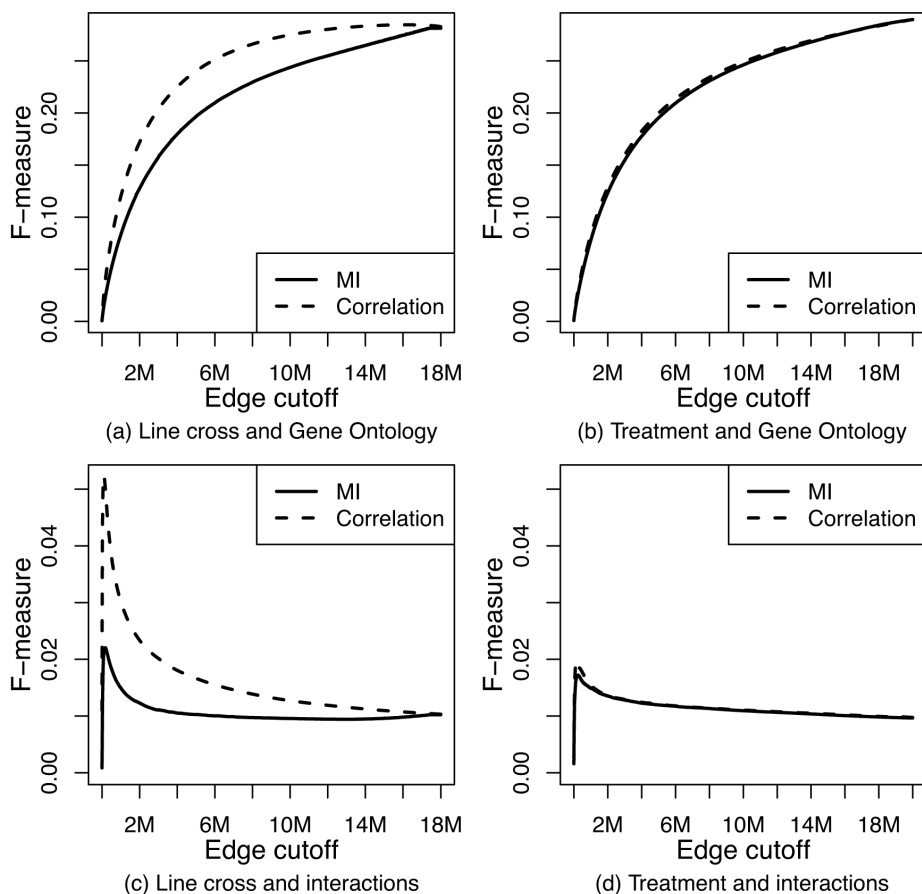 F−measure
0.00 0.10 0.20
MI
Correlation
2M 6M 10M 14M 18M
Edge cutoff
(a) Line cross and Gene Ontology
F−measure
0.00 0.10 0.20
MI
Correlation
2M 6M 10M 14M 18M
Edge cutoff
(b) Treatment and Gene Ontology
F−measure
0.00 0.02 0.04
MI
Correlation
2M 6M 10M 14M 18M
Edge cutoff
(c) Line cross and interactions
F−measure
0.00 0.02 0.04
MI
Correlation
2M 6M 10M 14M 18M
Edge cutoff
(d) Treatment and interactions